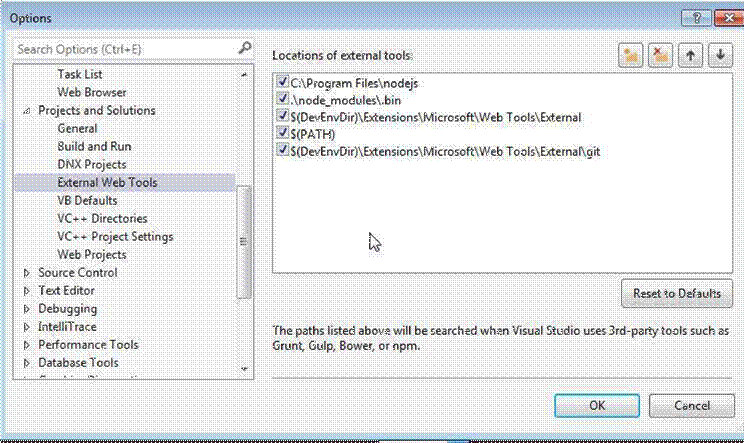 Options
Search Options (Ctrl+E)
Task List
Web Browser
Projects and Solutions
General
Build and Run
DNX Projects
External Web Tools
VB Defaults
VC++ Directories
VC++ Project Settings
Web Projects
Source Control
Text Editor
Debugging
IntelliTrace
Performance Tools
Database Tools
Locations of external tools:
C:\Program Files\nodejs
.\node_modules\.bin
$(DevEnvDir)\Extensions\Microsoft\Web Tools\External
$(PATH)
$(DevEnvDir)\Extensions\Microsoft\Web Tools\External\git
Reset to Defaults
The paths listed above will be searched when Visual Studio uses 3rd-party tools such as
Grunt, Gulp, Bower, or npm.
OK
Cancel